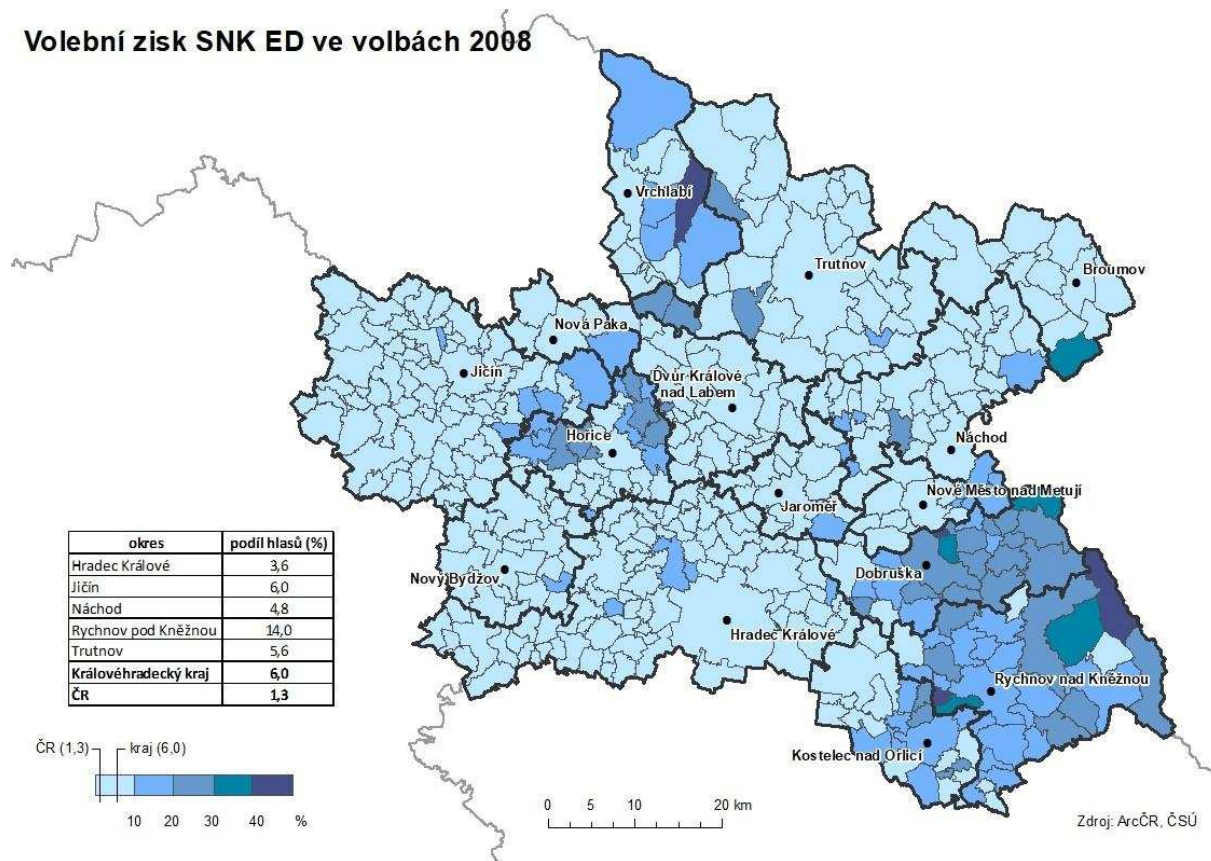 Volební zisk SNK ED ve volbách 2008
Vrchlabí
Trutnov
Broumov
Nová Paka
Jičín
Dvůr Králové
nad Labem
Hořice
Náchod
Jaroměř
Nové Město nad Metují
Nový Bydžov
Dobruška
Hradec Králové
Rychnov nad Kněžnou
Kostelec nad Orlicí
okres podíl hlasů (%)
Hradec Králové 3,6
Jičín 6,0
Náchod 4,8
Rychnov pod Kněžnou 14,0
Trutnov 5,6
Královéhradecký kraj 6,0
ČR 1,3
ČR (1,3) kraj (6,0)
10 20 30 40 %
0 5 10 20 km
Zdroj: ArcČR, ČSÚ